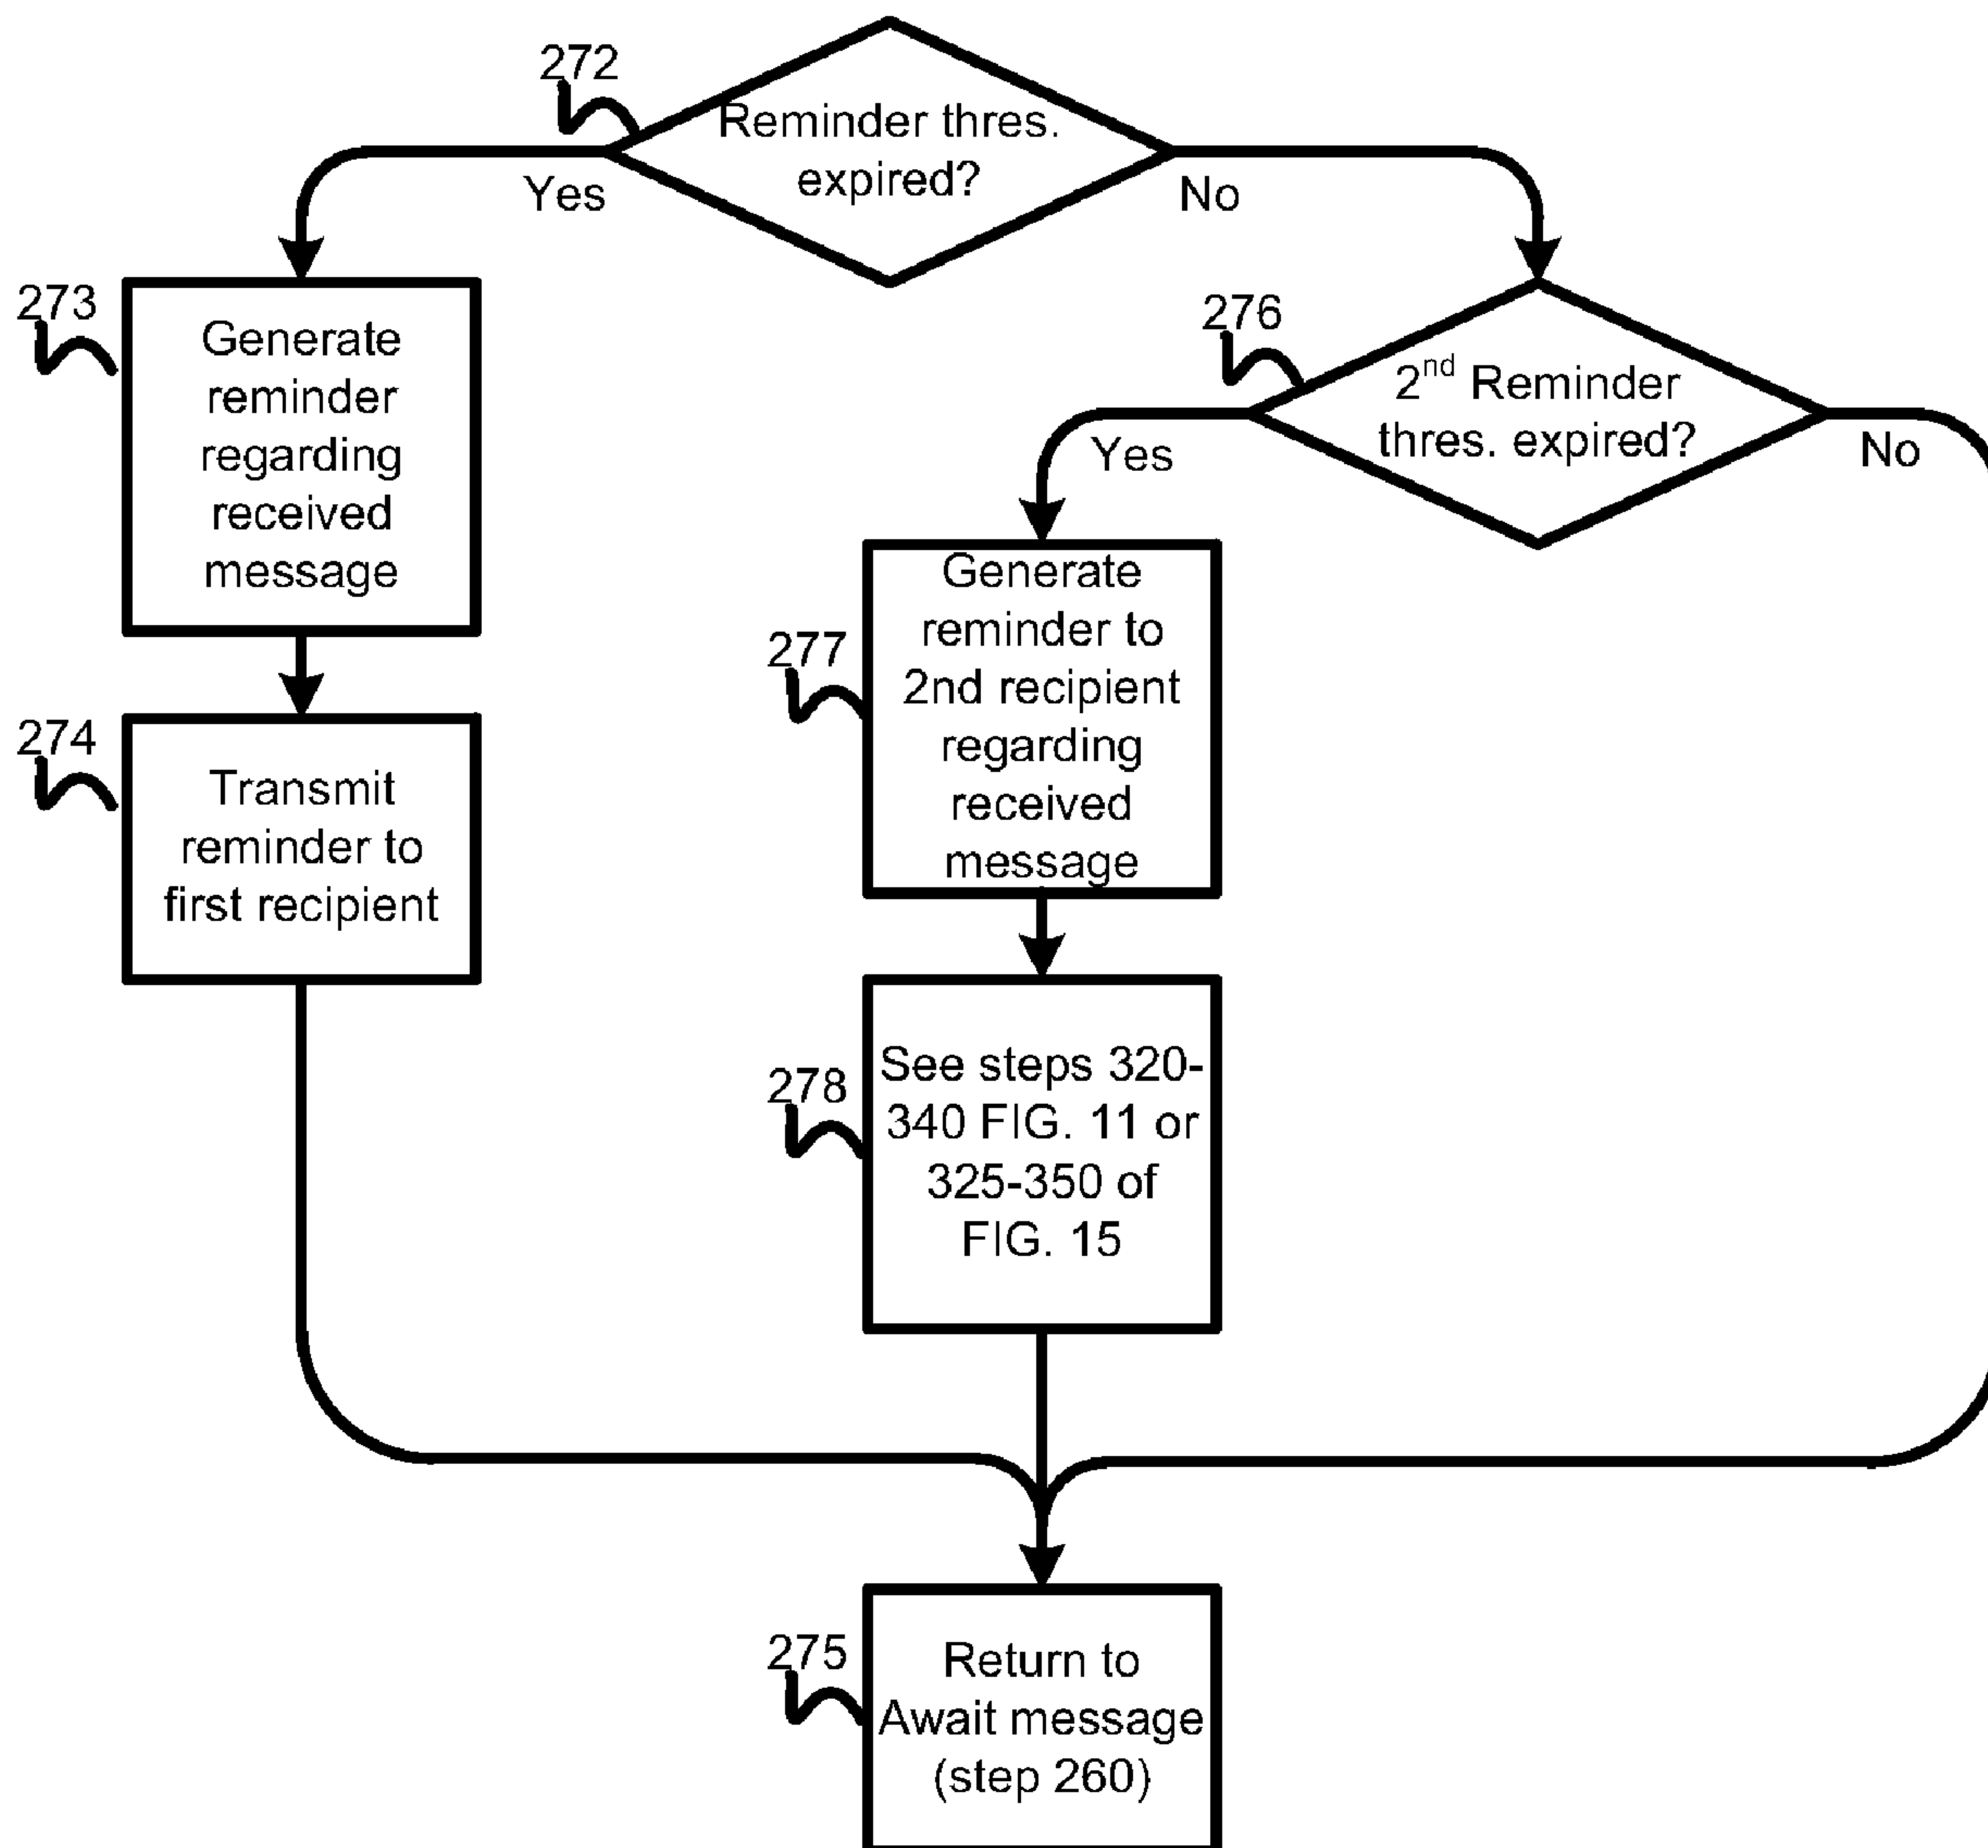 272
Reminder thres.
expired?
Yes
No
273
Generate
reminder
regarding
received
message
276
2nd Reminder
thres. expired?
Yes
No
277
Generate
reminder to
2nd recipient
regarding
received
message
274
Transmit
reminder to
first recipient
278
See steps 320-
340 FIG. 11 or
325-350 of
FIG. 15
275
Return to
Await message
(step 260)